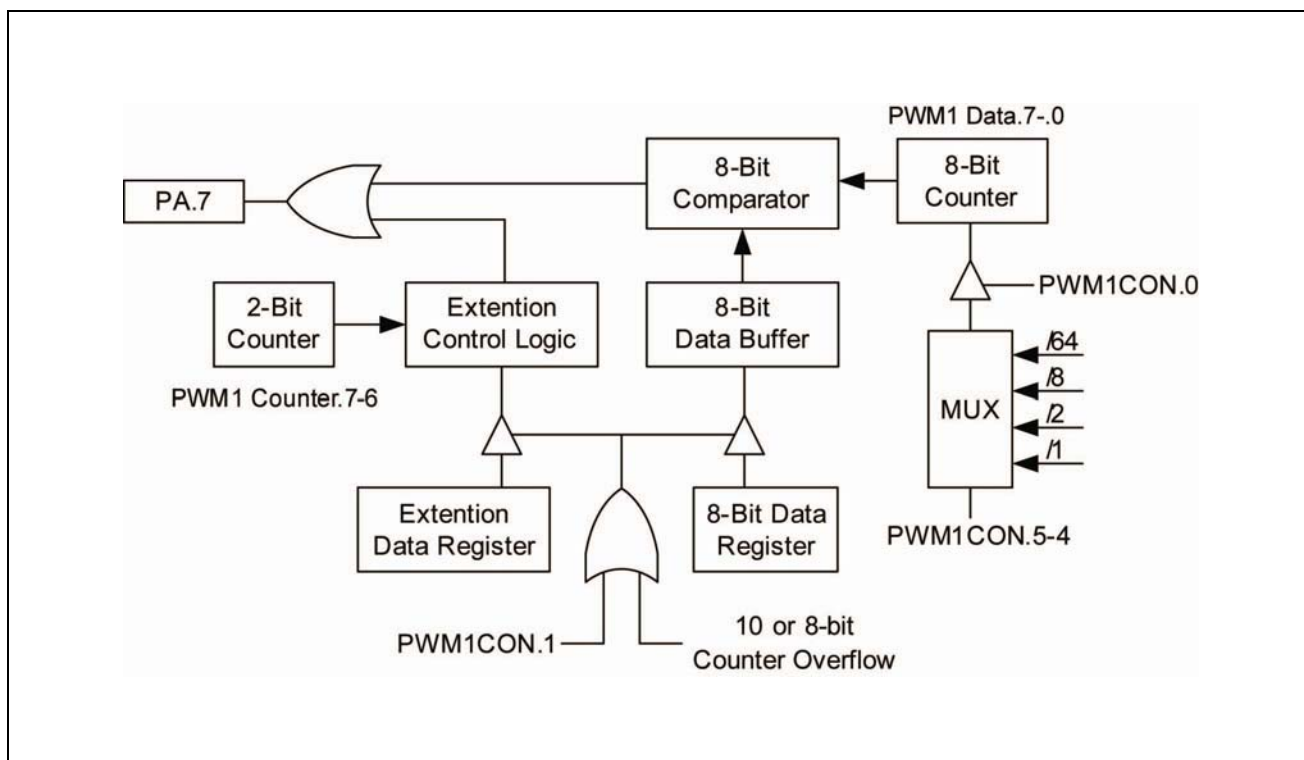 PWM1 Data.7-.0
8-Bit
Comparator
8-Bit
Counter
PA.7
PWM1CON.0
2-Bit
Counter
Extention
Control Logic
8-Bit
Data Buffer
/64
/8
/2
/1
MUX
PWM1 Counter.7-6
Extention
Data Register
8-Bit Data
Register
PWM1CON.5-4
PWM1CON.1
10 or 8-bit
Counter Overflow